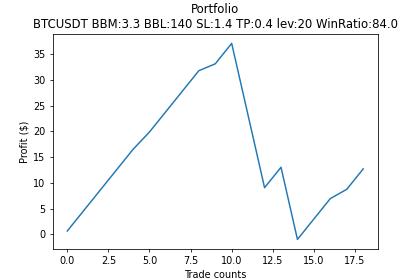 Portfolio
BTCUSDT BBM:3.3 BBL:140 SL:1.4 TP:0.4 lev:20 WinRatio:84.0
Profit ($)
35
30
25
20
15
10
5
0
0.0 2.5 5.0 7.5 10.0 12.5 15.0 17.5
Trade counts